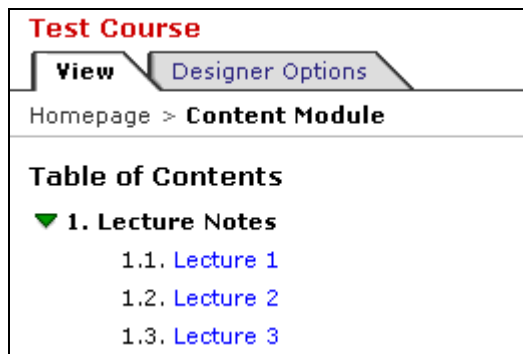 Test Course
View Designer Options
Homepage > Content Module
Table of Contents
1. Lecture Notes
1.1. Lecture 1
1.2. Lecture 2
1.3. Lecture 3